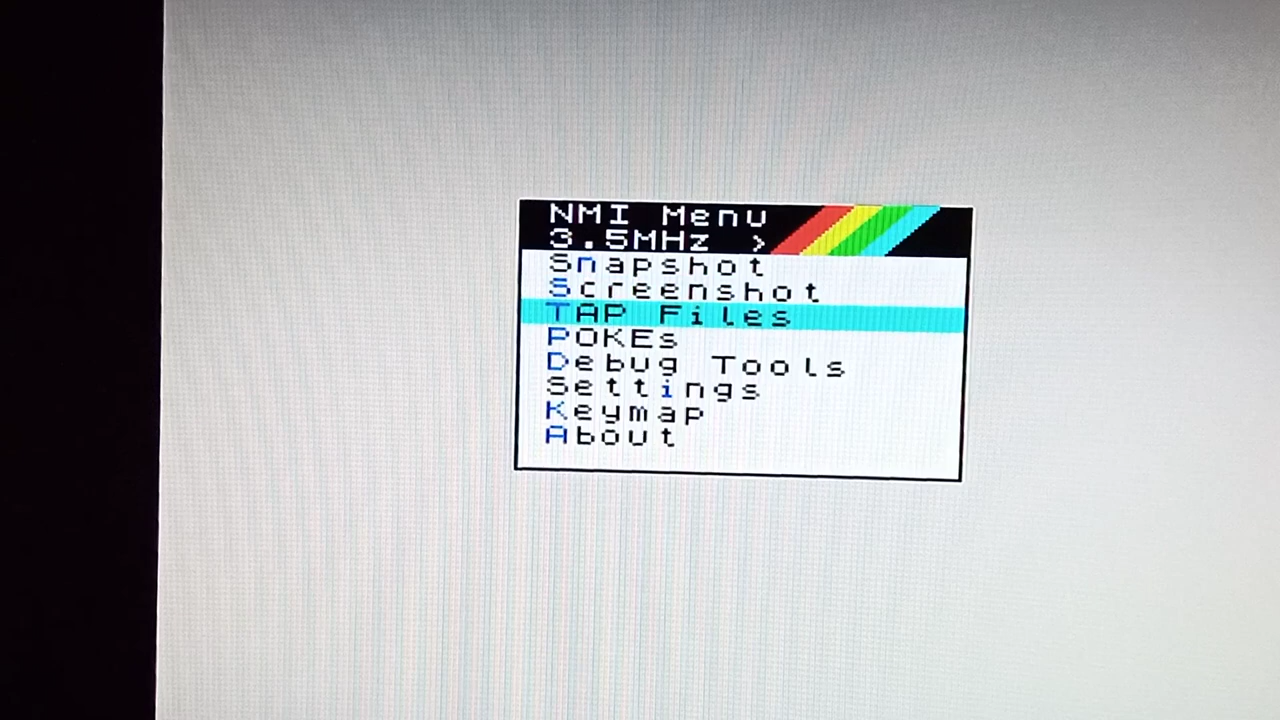 NMI Menu
3.5MHz >
Snapshot
Screenshot
TAP Files
POKEs
Debug Tools
Settings
Keymap
About